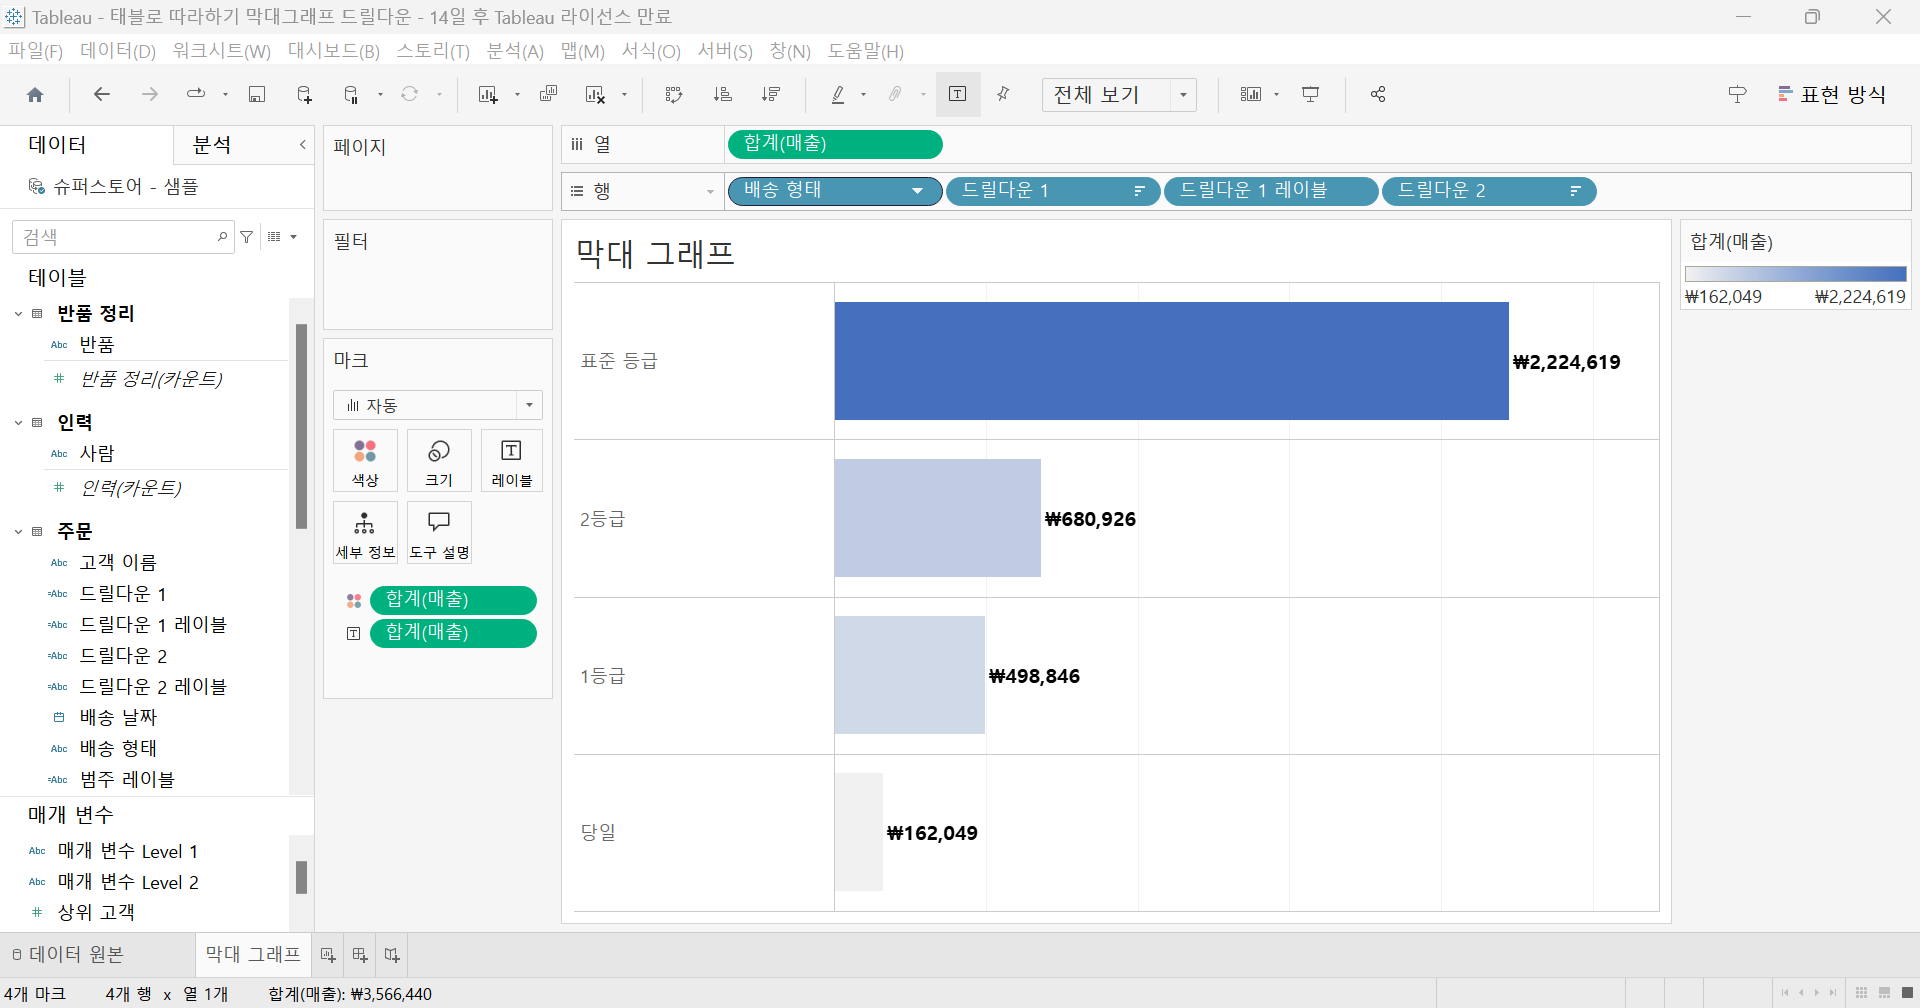 Tableau - 태블로 따라하기 막대그래프 드릴다운 - 14일 후 Tableau 라이선스 만료
파일(F) 데이터(D) 워크시트(W) 대시보드(B) 스토리(T) 분석(A) 맵(M) 서식(O) 서버(S) 창(N) 도움말(H)
전체 보기
표현 방식
데이터
분석
슈퍼스토어 - 샘플
검색
테이블
반품 정리
Abc 반품
# 반품 정리(카운트)
인력
Abc 사람
# 인력(카운트)
주문
Abc 고객 이름
=Abc 드릴다운 1
=Abc 드릴다운 1 레이블
=Abc 드릴다운 2
=Abc 드릴다운 2 레이블
배송 날짜
Abc 배송 형태
=Abc 범주 레이블
매개 변수
Abc 매개 변수 Level 1
Abc 매개 변수 Level 2
# 상위 고객
페이지
필터
마크
자동
색상
크기
T
레이블
세부 정보
도구 설명
합계(매출)
T 합계(매출)
iii 열 합계(매출)
행 배송 형태 드릴다운 1 드릴다운 1 레이블 드릴다운 2
막대 그래프
표준 등급 ₩2,224,619
2등급 ₩680,926
1등급 ₩498,846
당일 ₩162,049
합계(매출)
₩162,049 ₩2,224,619
데이터 원본
막대 그래프
4개 마크 4개 행 x 열 1개 합계(매출): ₩3,566,440